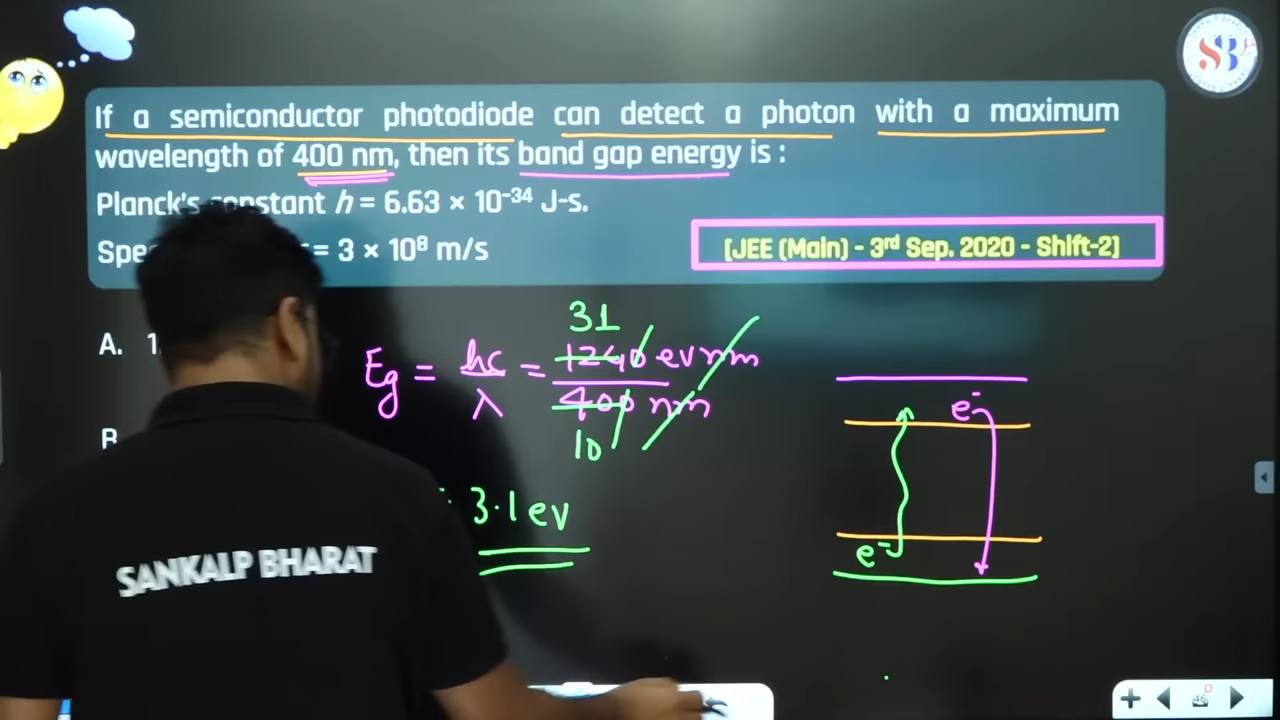 SB
If a semiconductor photodiode can detect a photon with a maximum
wavelength of 400 nm, then its band gap energy is :
Planck's constant h = 6.63 × 10⁻³⁴ J-s.
= 3 × 10⁸ m/s
[JEE (Main) - 3rd Sep. 2020 - Shift-2]
A. 1
B
31
Eg = hc/λ = 1240 ev nm / 400 nm
10
3.1 ev
e⁻
e⁻
SANKALP BHARAT